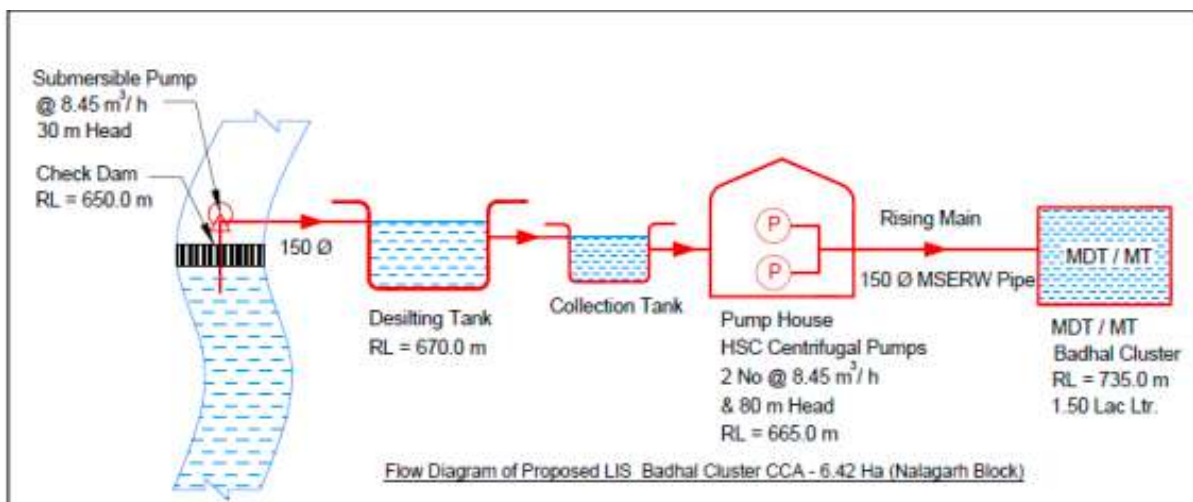 Submersible Pump
@ 8.45 m³/ h
30 m Head
Check Dam
RL = 650.0 m
150 Ø
Desilting Tank
RL = 670.0 m
Collection Tank
P
P
Pump House
HSC Centrifugal Pumps
2 No @ 8.45 m³/ h
& 80 m Head
RL = 665.0 m
Rising Main
150 Ø MSERW Pipe
MDT / MT
MDT / MT
Badhal Cluster
RL = 735.0 m
1.50 Lac Ltr.
Flow Diagram of Proposed LIS Badhal Cluster CCA - 6.42 Ha (Nalagarh Block)